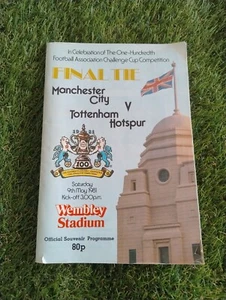 In Celebration of The One-Hundredth
Football Association Challenge Cup Competition
FINAL TIE
Manchester
City
V
Tottenham
Hotspur
100
Saturday
9th May 1981
Kick-off 3.00p.m.
Wembley
Stadium
Official Souvenir Programme
80p